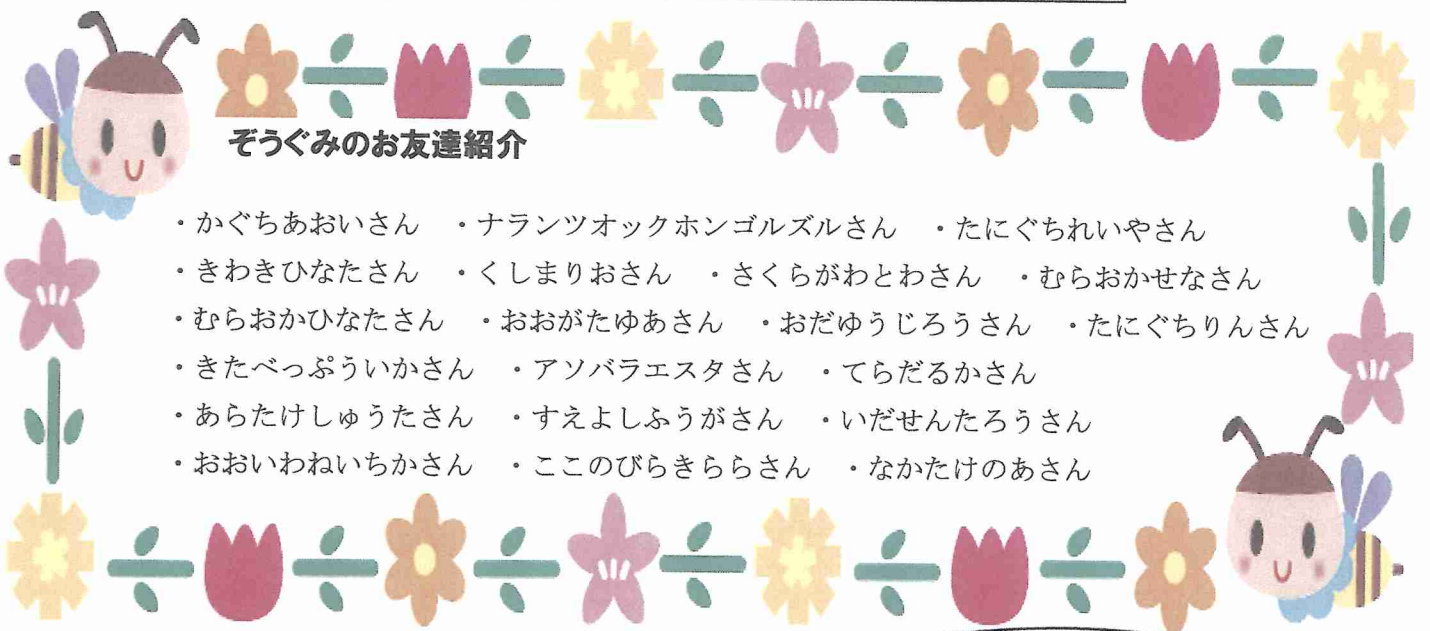 ぞうぐみのお友達紹介
・かぐちあおいさん　・ナランツオックホンゴルズルさん　・たにぐちれいやさん
・きわきひなたさん　・くしまりおさん　・さくらがわとわさん　・むらおかせなさん
・むらおかひなたさん　・おおがたゆあさん　・おだゆうじろうさん　・たにぐちりんさん
・きたべっぷういかさん　・アソバラエスタさん　・てらだるかさん
・あらたけしゅうたさん　・すえよしふうがさん　・いだせんたろうさん
・おおいわねいちかさん　・ここのびらきららさん　・なかたけのあさん